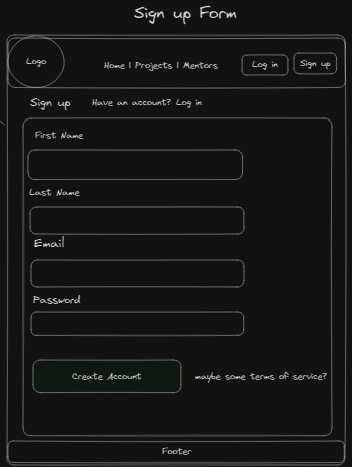 Sign up Form
Logo
Home | Projects | Mentors
Log in
Sign up
Sign up
Have an account? Log in
First Name
Last Name
Email
Password
Create Account
maybe some terms of service?
Footer